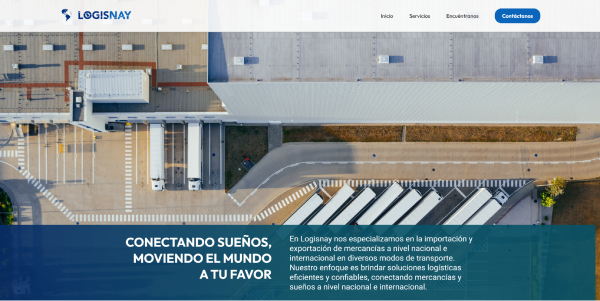 LOGISNAY
Inicio
Servicios
Encuéntranos
Contáctanos
CONECTANDO SUEÑOS,
MOVIENDO EL MUNDO
A TU FAVOR
En Logisnay nos especializamos en la importación y
exportación de mercancías a nivel nacional e
internacional en diversos modos de transporte.
Nuestro enfoque es brindar soluciones logísticas
eficientes y confiables, conectando mercancías y
sueños a nivel nacional e internacional.